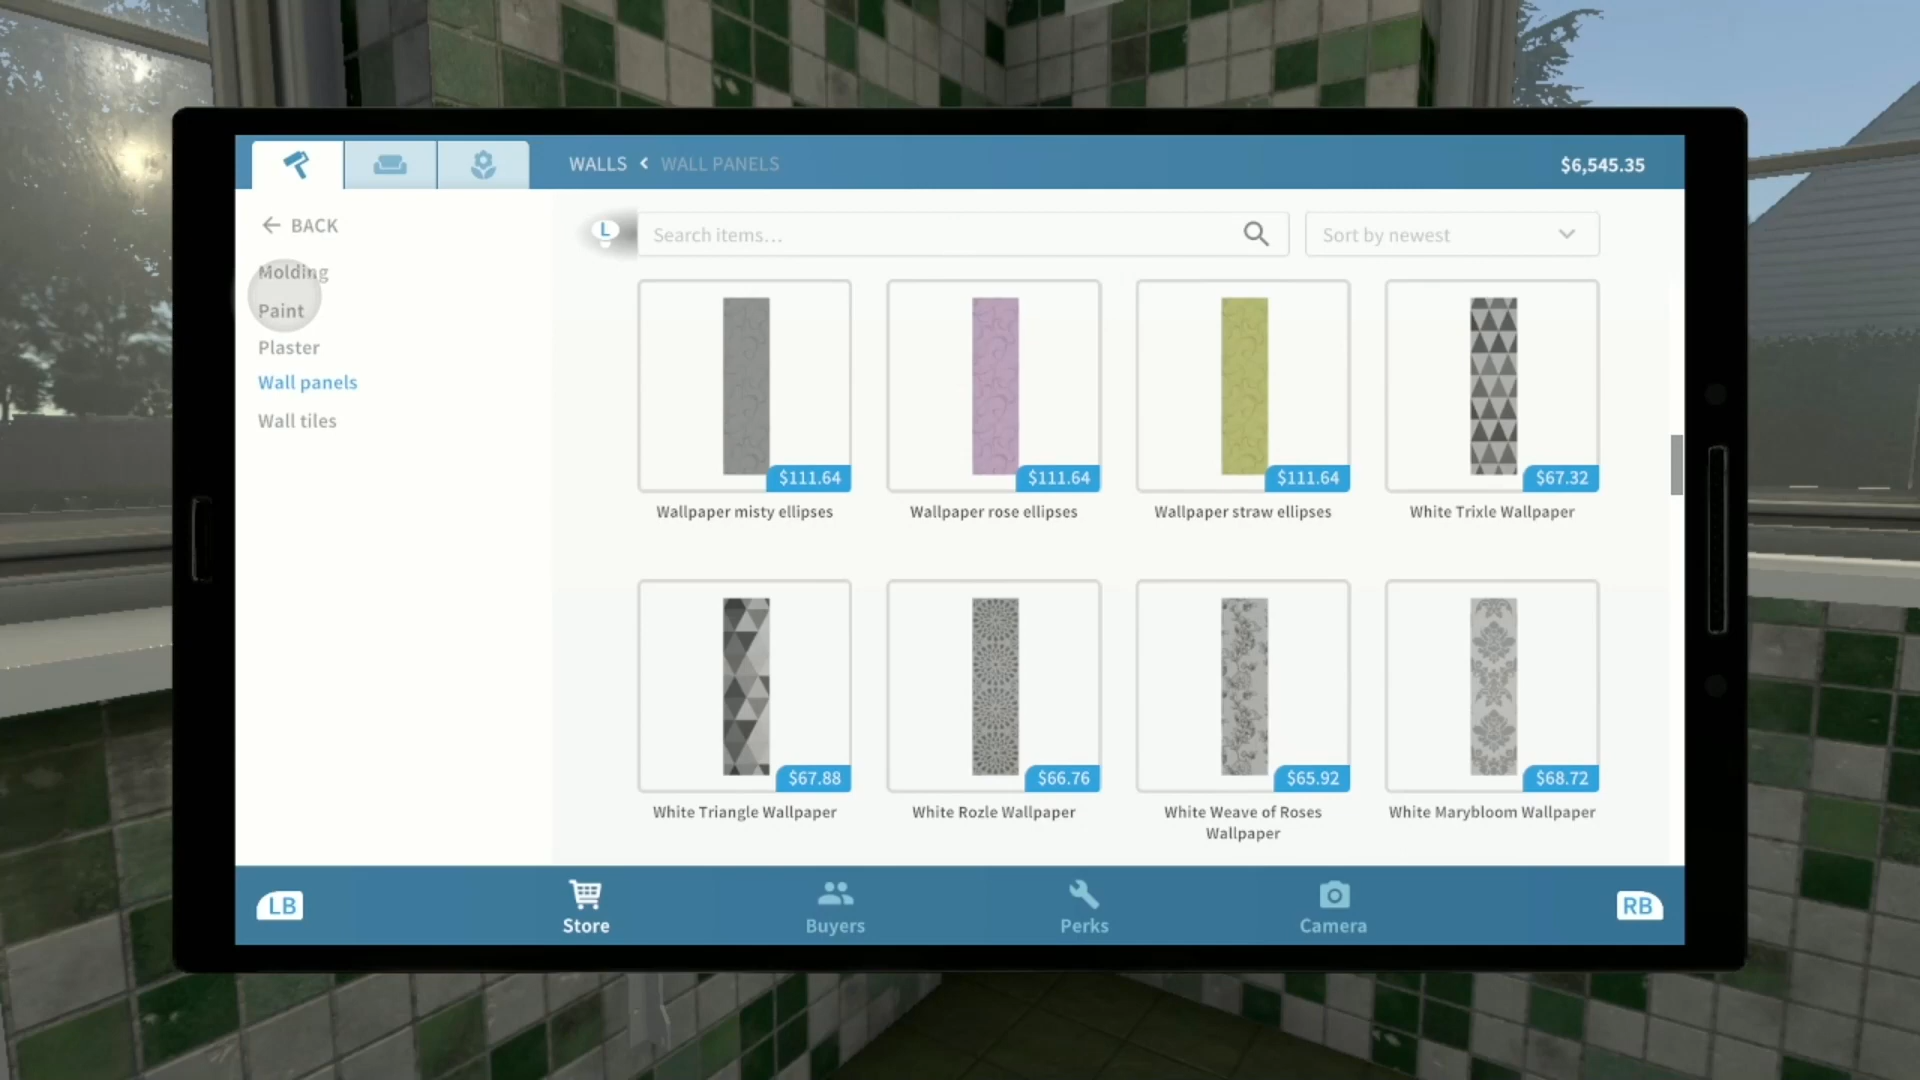 WALLS < WALL PANELS
$6,545.35
BACK
Molding
Paint
Plaster
Wall panels
Wall tiles
L
Search items...
Sort by newest
$111.64
$111.64
$111.64
$67.32
Wallpaper misty ellipses
Wallpaper rose ellipses
Wallpaper straw ellipses
White Trixle Wallpaper
$67.88
$66.76
$65.92
$68.72
White Triangle Wallpaper
White Rozle Wallpaper
White Weave of Roses
Wallpaper
White Marybloom Wallpaper
LB
Store
Buyers
Perks
Camera
RB